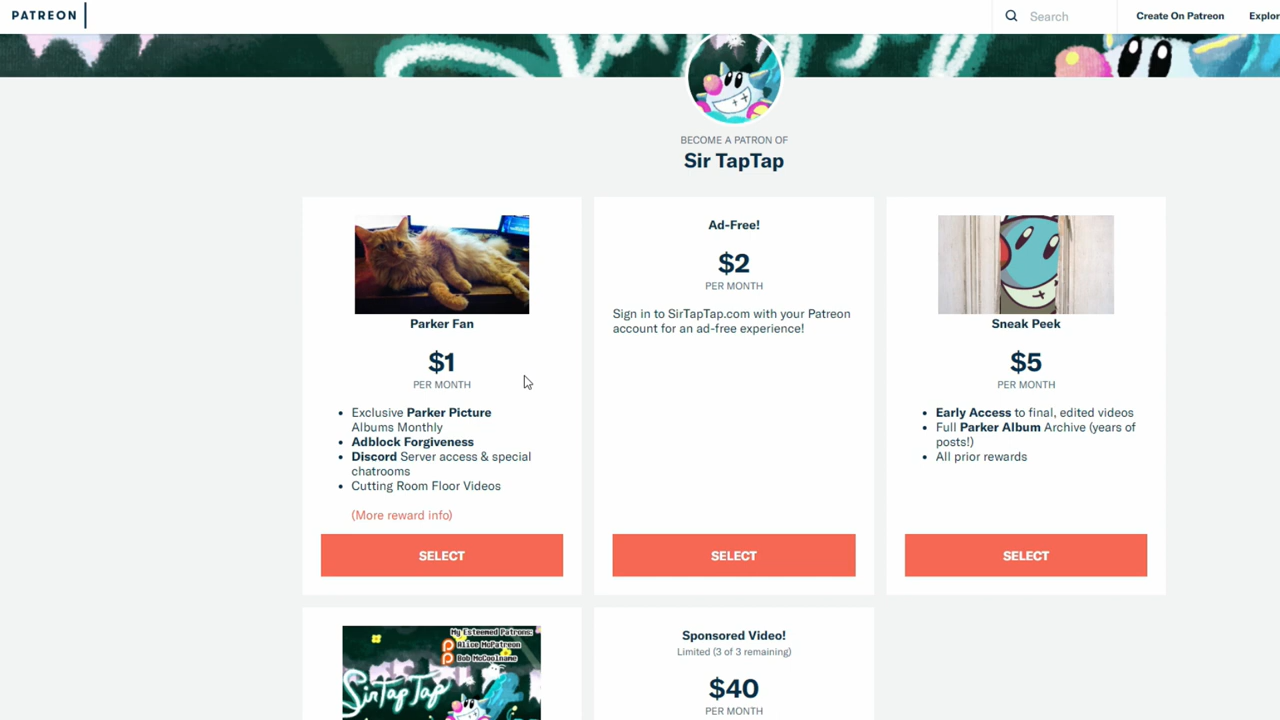 PATREON
Search
Create On Patreon
Explor
BECOME A PATRON OF
Sir TapTap
Parker Fan
$1
PER MONTH
Exclusive Parker Picture
Albums Monthly
Adblock Forgiveness
Discord Server access & special
chatrooms
Cutting Room Floor Videos
(More reward info)
SELECT
Ad-Free!
$2
PER MONTH
Sign in to SirTapTap.com with your Patreon
account for an ad-free experience!
SELECT
Sneak Peek
$5
PER MONTH
Early Access to final, edited videos
Full Parker Album Archive (years of
posts!)
All prior rewards
SELECT
My Esteemed Patrons:
Alice McPatreon
Bob McCoolname
SirTapTap
Sponsored Video!
Limited (3 of 3 remaining)
$40
PER MONTH